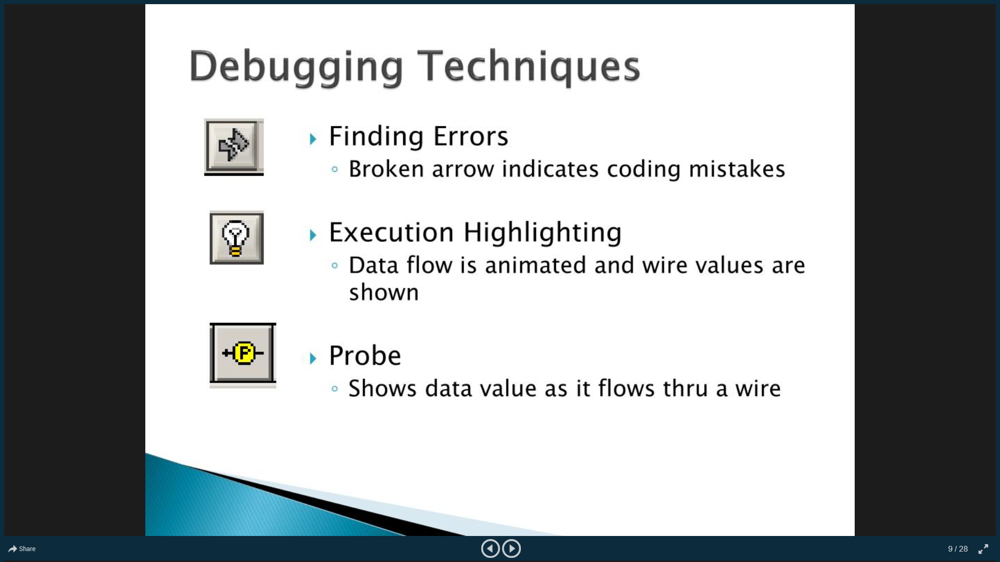 Debugging Techniques
Finding Errors
Broken arrow indicates coding mistakes
Execution Highlighting
Data flow is animated and wire values are
shown
P
Probe
Shows data value as it flows thru a wire
Share
9 / 28